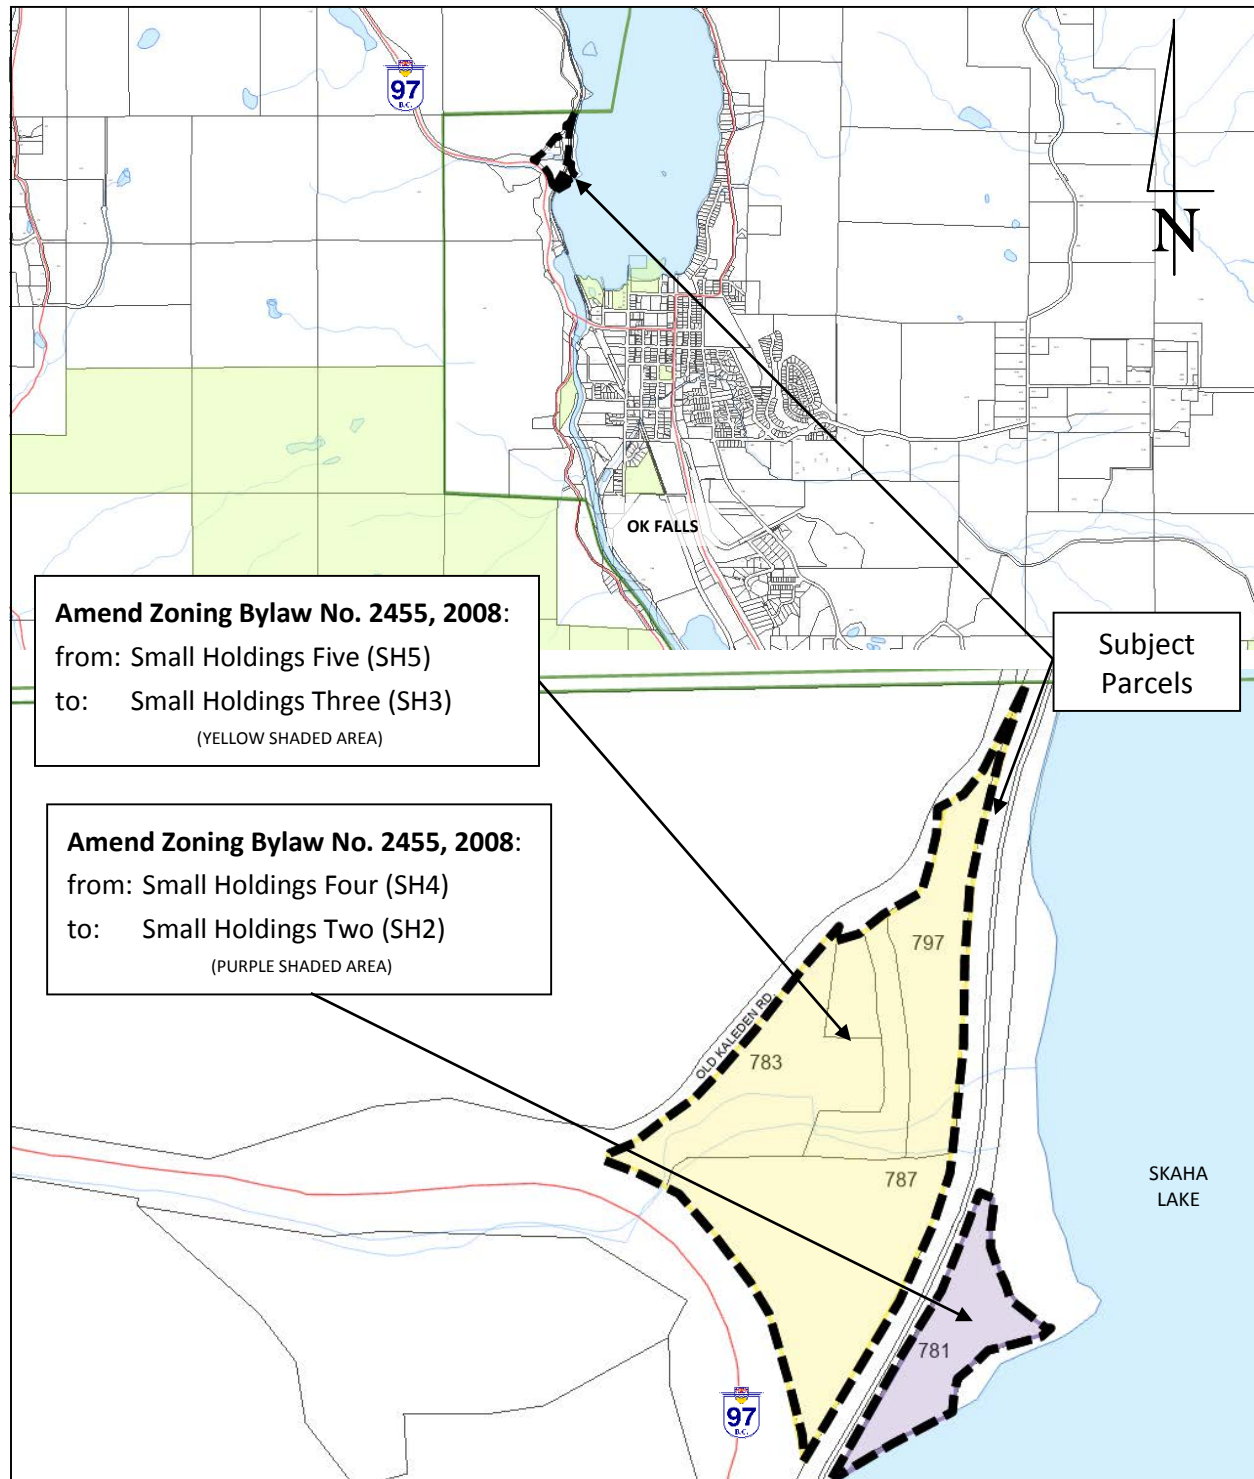 97
B.C.
N
OK FALLS
Amend Zoning Bylaw No. 2455, 2008:
from: Small Holdings Five (SH5)
to: Small Holdings Three (SH3)
(YELLOW SHADED AREA)
Subject
Parcels
Amend Zoning Bylaw No. 2455, 2008:
from: Small Holdings Four (SH4)
to: Small Holdings Two (SH2)
(PURPLE SHADED AREA)
797
OLD KALEDEN RD
783
787
SKAHA
LAKE
781
97
B.C.